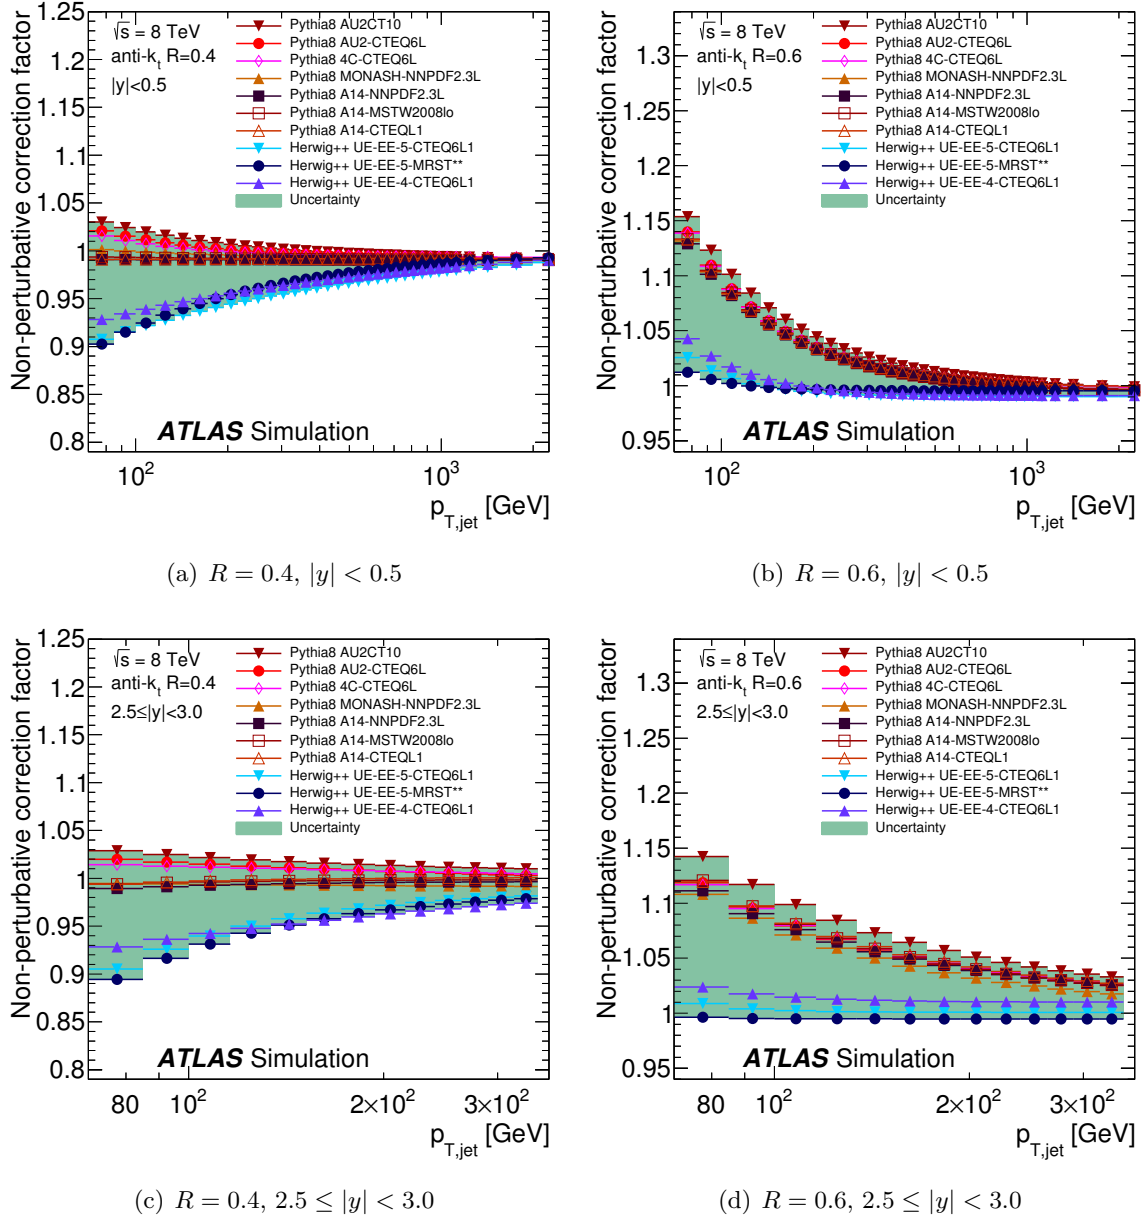 Non-perturbative correction factor
1.25
1.2
1.15
1.1
1.05
1
0.95
0.9
0.85
0.8
√s = 8 TeV
anti-k_t R=0.4
|y|<0.5
Pythia8 AU2CT10
Pythia8 AU2-CTEQ6L
Pythia8 4C-CTEQ6L
Pythia8 MONASH-NNPDF2.3L
Pythia8 A14-NNPDF2.3L
Pythia8 A14-MSTW2008lo
Pythia8 A14-CTEQL1
Herwig++ UE-EE-5-CTEQ6L1
Herwig++ UE-EE-5-MRST**
Herwig++ UE-EE-4-CTEQ6L1
Uncertainty
ATLAS Simulation
10² 10³
p_T,jet [GeV]
(a) R = 0.4, |y| < 0.5
Non-perturbative correction factor
1.3
1.25
1.2
1.15
1.1
1.05
1
0.95
√s = 8 TeV
anti-k_t R=0.6
|y|<0.5
Pythia8 AU2CT10
Pythia8 AU2-CTEQ6L
Pythia8 4C-CTEQ6L
Pythia8 MONASH-NNPDF2.3L
Pythia8 A14-NNPDF2.3L
Pythia8 A14-MSTW2008lo
Pythia8 A14-CTEQL1
Herwig++ UE-EE-5-CTEQ6L1
Herwig++ UE-EE-5-MRST**
Herwig++ UE-EE-4-CTEQ6L1
Uncertainty
ATLAS Simulation
10² 10³
p_T,jet [GeV]
(b) R = 0.6, |y| < 0.5
Non-perturbative correction factor
1.25
1.2
1.15
1.1
1.05
1
0.95
0.9
0.85
0.8
√s = 8 TeV
anti-k_t R=0.4
2.5≤|y|<3.0
Pythia8 AU2CT10
Pythia8 AU2-CTEQ6L
Pythia8 4C-CTEQ6L
Pythia8 MONASH-NNPDF2.3L
Pythia8 A14-NNPDF2.3L
Pythia8 A14-MSTW2008lo
Pythia8 A14-CTEQL1
Herwig++ UE-EE-5-CTEQ6L1
Herwig++ UE-EE-5-MRST**
Herwig++ UE-EE-4-CTEQ6L1
Uncertainty
ATLAS Simulation
80 10² 2×10² 3×10²
p_T,jet [GeV]
(c) R = 0.4, 2.5 ≤ |y| < 3.0
Non-perturbative correction factor
1.3
1.25
1.2
1.15
1.1
1.05
1
0.95
√s = 8 TeV
anti-k_t R=0.6
2.5≤|y|<3.0
Pythia8 AU2CT10
Pythia8 AU2-CTEQ6L
Pythia8 4C-CTEQ6L
Pythia8 MONASH-NNPDF2.3L
Pythia8 A14-NNPDF2.3L
Pythia8 A14-MSTW2008lo
Pythia8 A14-CTEQL1
Herwig++ UE-EE-5-CTEQ6L1
Herwig++ UE-EE-5-MRST**
Herwig++ UE-EE-4-CTEQ6L1
Uncertainty
ATLAS Simulation
80 10² 2×10² 3×10²
p_T,jet [GeV]
(d) R = 0.6, 2.5 ≤ |y| < 3.0